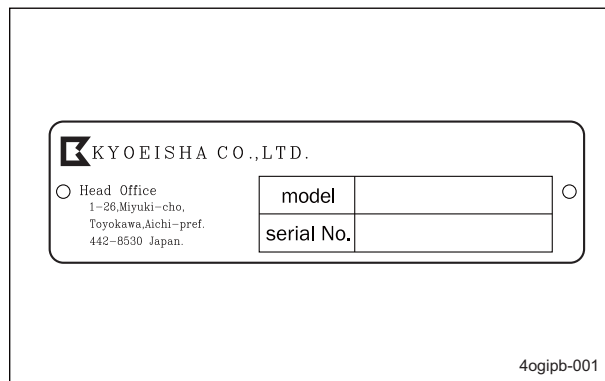 KYOEISHA CO.,LTD.
Head Office
1-26,Miyuki-cho,
Toyokawa,Aichi-pref.
442-8530 Japan.
model
serial No.
4ogipb-001